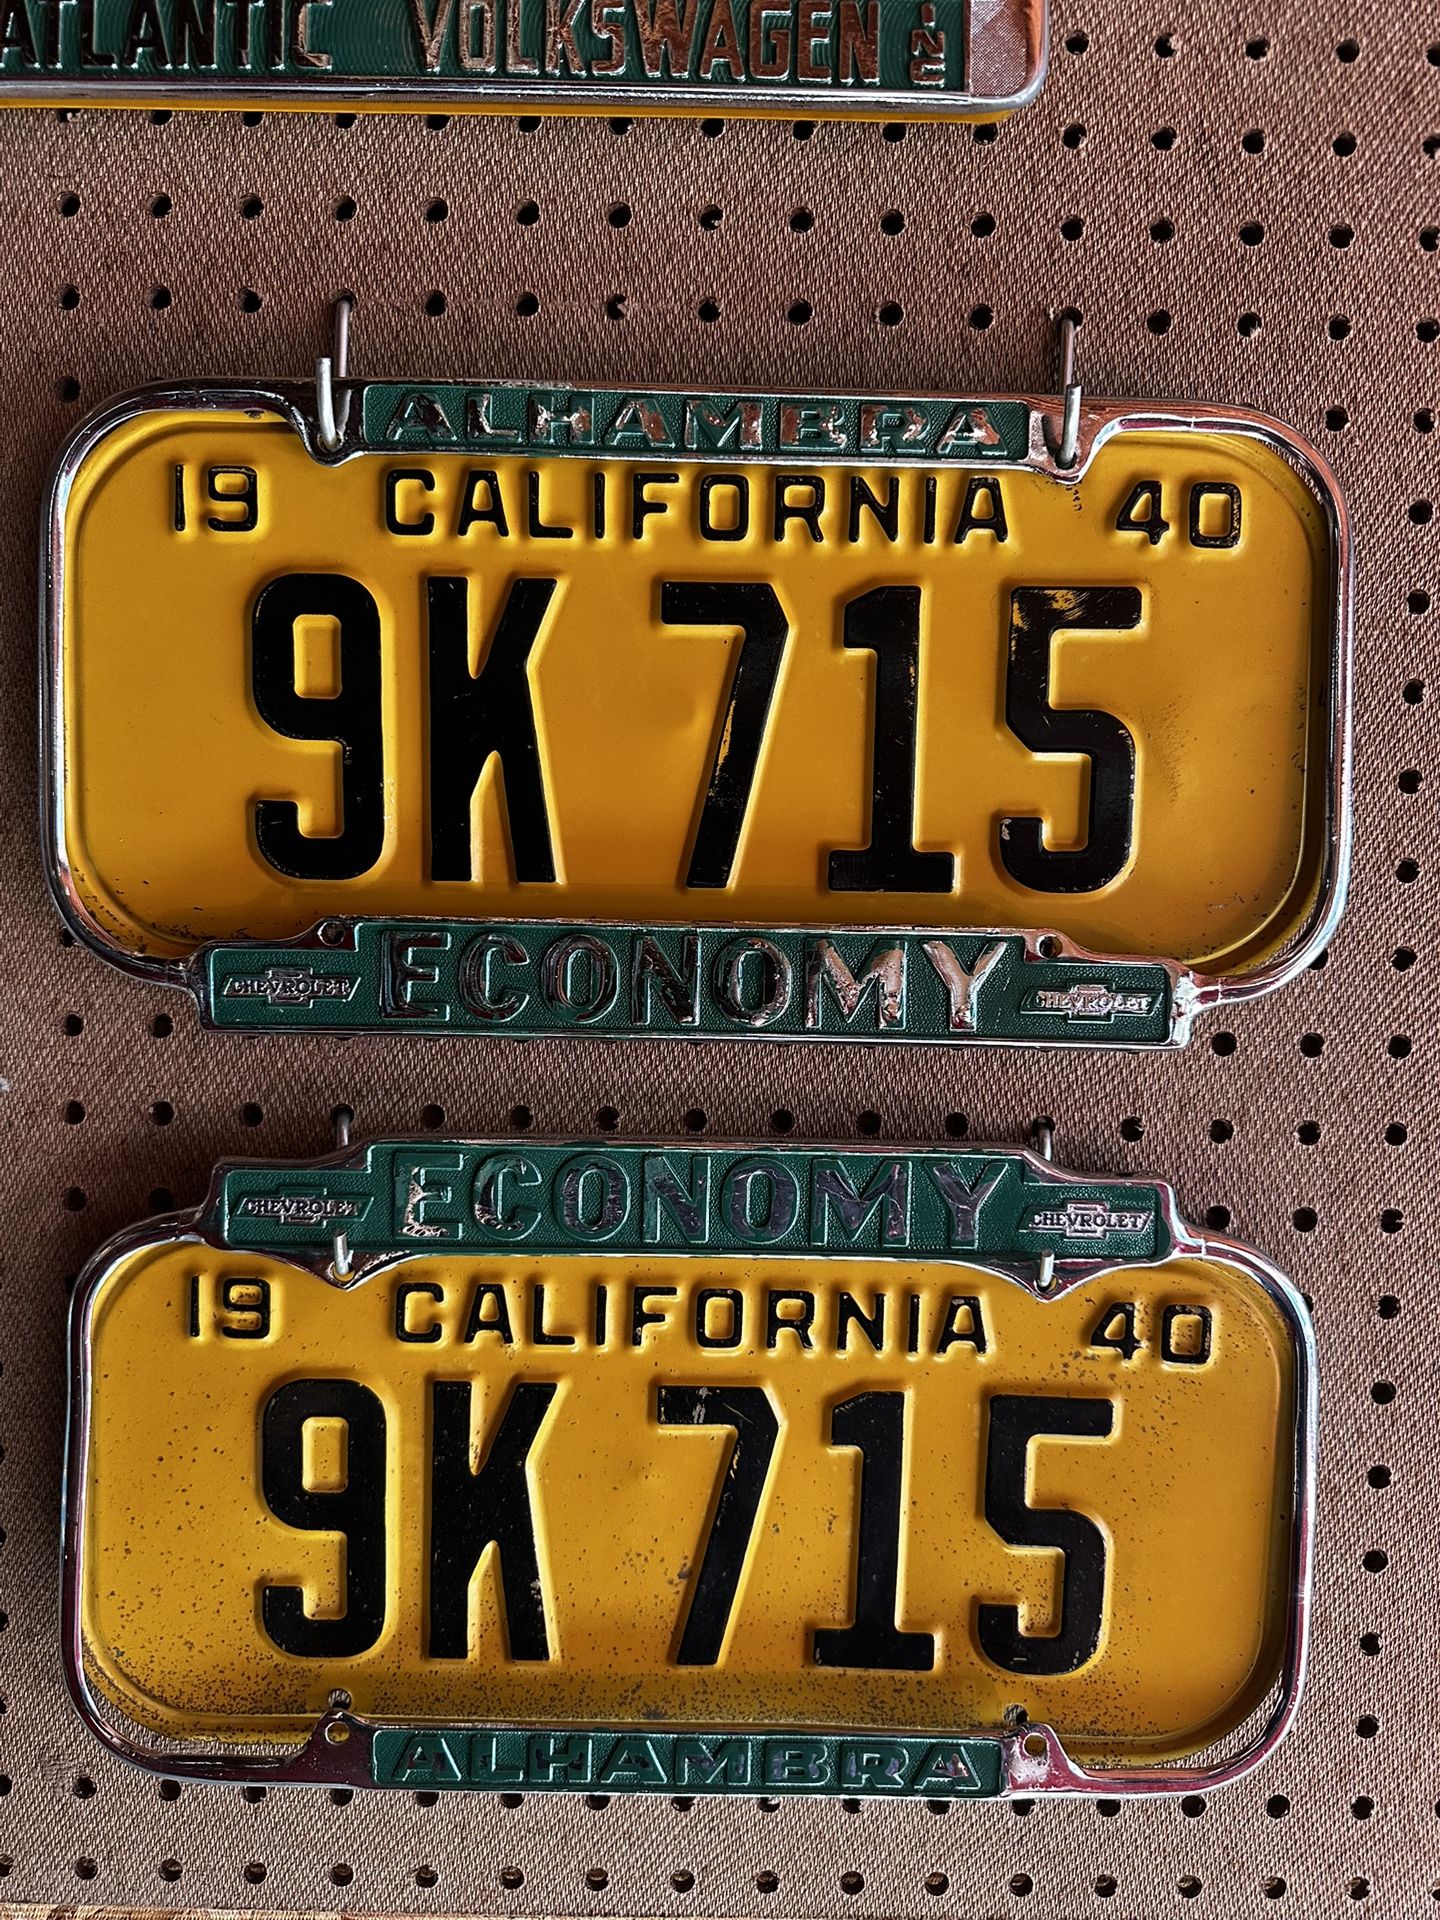 ATLANTIC VOLKSWAGEN INC
ALHAMBRA
19 CALIFORNIA 40
9K 715
CHEVROLET ECONOMY CHEVROLET
CHEVROLET ECONOMY CHEVROLET
19 CALIFORNIA 40
9K 715
ALHAMBRA